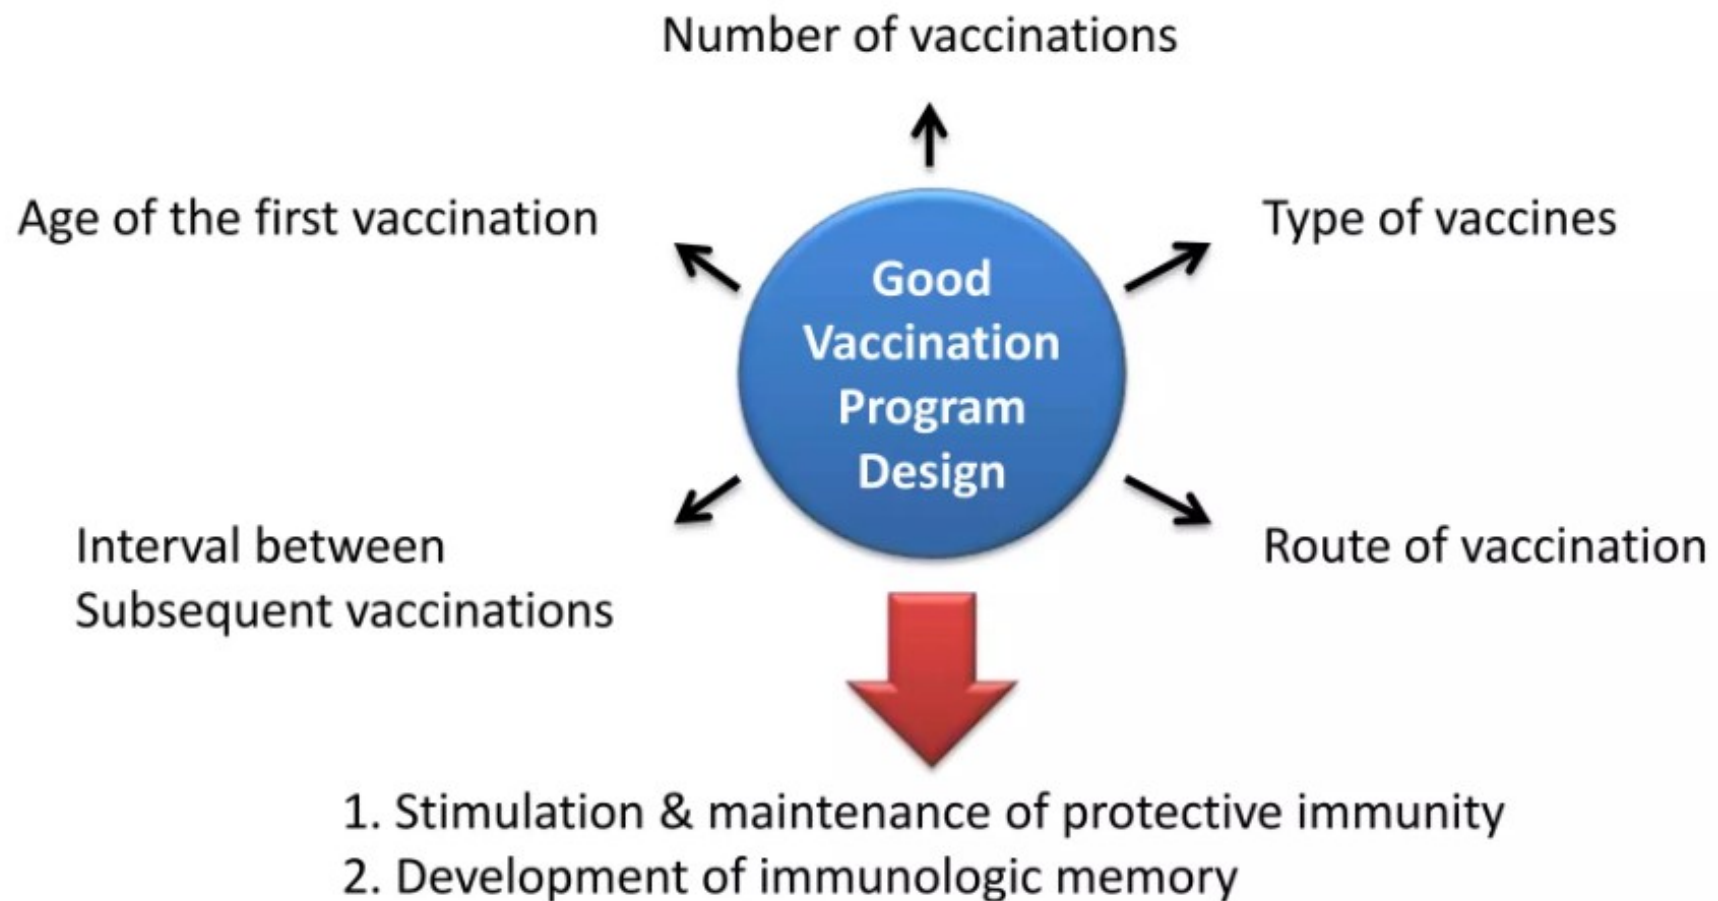 Number of vaccinations
Age of the first vaccination
Type of vaccines
Good
Vaccination
Program
Design
Interval between
Subsequent vaccinations
Route of vaccination
1. Stimulation & maintenance of protective immunity
2. Development of immunologic memory